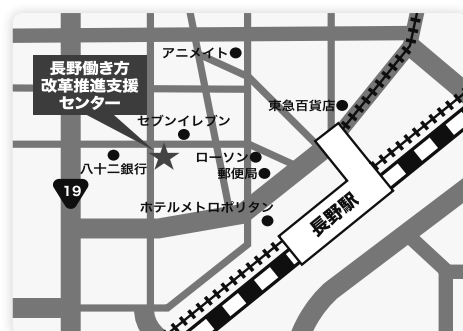 アニメイト
長野働き方
改革推進支援
センター
東急百貨店
セブンイレブン
ローソン
八十二銀行
郵便局
19
ホテルメトロポリタン
長野駅